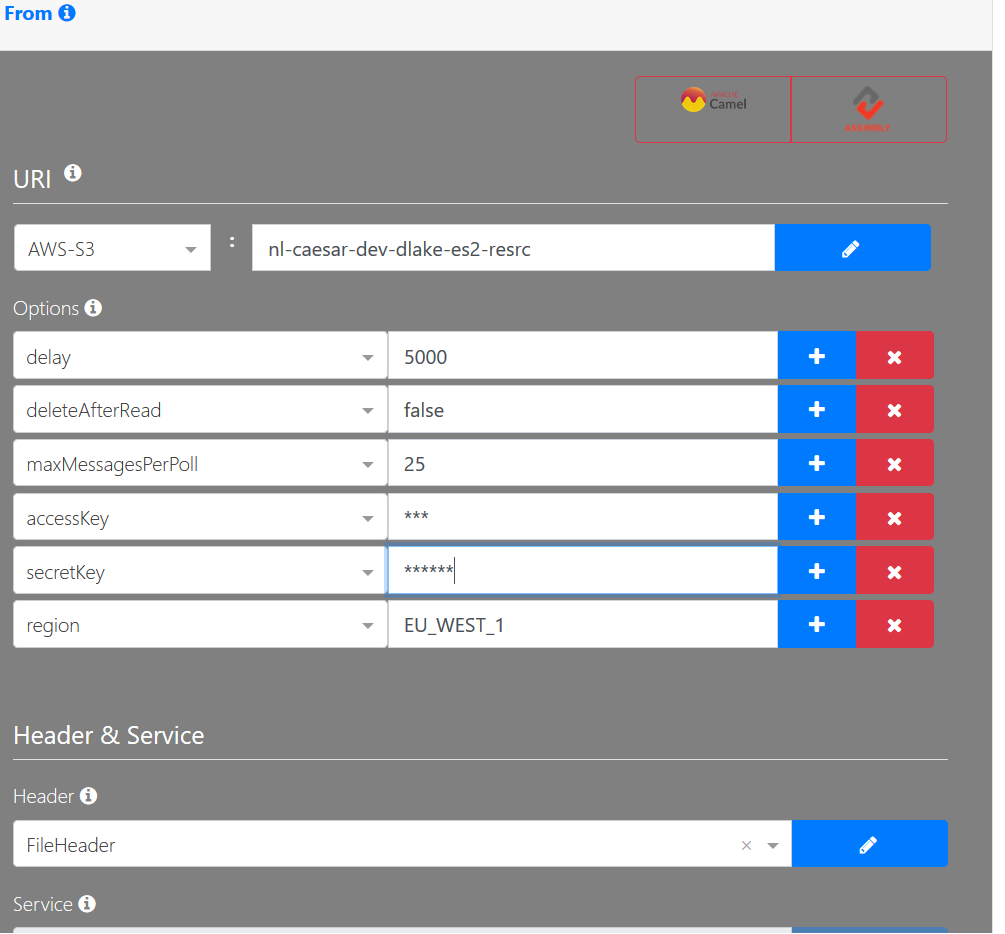 From
APACHE
Camel
ASSIMBLY
URI
AWS-S3 : nl-caesar-dev-dlake-es2-resrc
Options
delay 5000
deleteAfterRead false
maxMessagesPerPoll 25
accessKey ***
secretKey ******
region EU_WEST_1
Header & Service
Header
FileHeader ×
Service